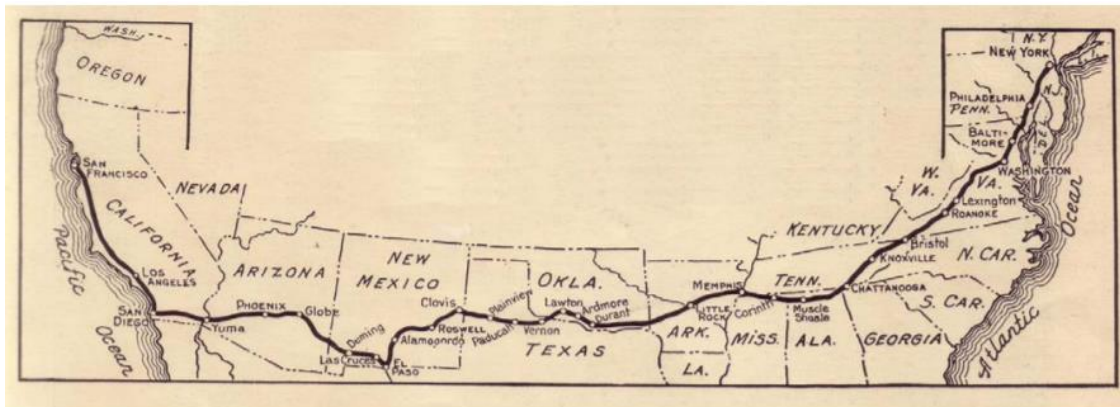 WASH.
OREGON
SAN
FRANCISCO
NEVADA
CALIFORNIA
Pacific
Ocean
LOS
ANGELES
SAN
DIEGO
Yuma
ARIZONA
PHOENIX
Globe
NEW
MEXICO
Deming
Las Cruces
EL
PASO
Alamogordo
ROSWELL
Clovis
Plainview
Paducah
Vernon
TEXAS
OKLA.
Lawton
Ardmore
Durant
ARK.
LITTLE
ROCK
LA.
MEMPHIS
Corinth
MISS.
TENN.
Muscle
Shoals
ALA.
CHATTANOOGA
GEORGIA
KENTUCKY
KNOXVILLE
Bristol
N. CAR.
S. CAR.
W.
VA.
VA.
ROANOKE
Lexington
WASHINGTON
BALTI-
MORE
DEL.
PHILADELPHIA
PENN.
N.J.
NEW YORK
N.Y.
L.I.
Atlantic
Ocean